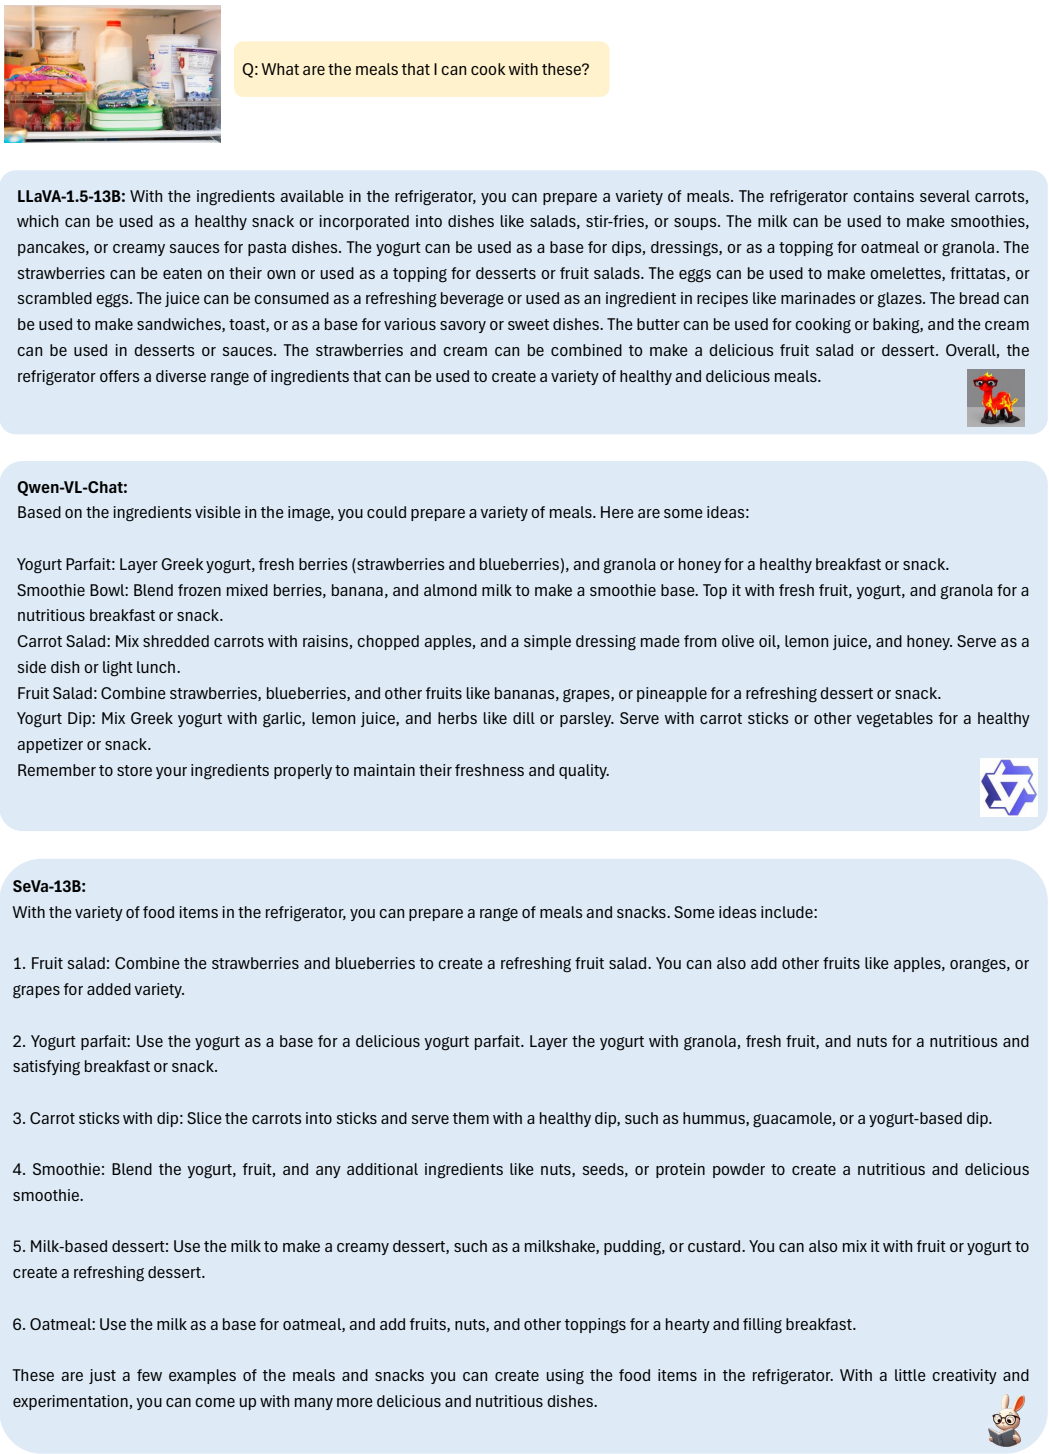 Q: What are the meals that I can cook with these?
LLaVA-1.5-13B: With the ingredients available in the refrigerator, you can prepare a variety of meals. The refrigerator contains several carrots,
which can be used as a healthy snack or incorporated into dishes like salads, stir-fries, or soups. The milk can be used to make smoothies,
pancakes, or creamy sauces for pasta dishes. The yogurt can be used as a base for dips, dressings, or as a topping for oatmeal or granola. The
strawberries can be eaten on their own or used as a topping for desserts or fruit salads. The eggs can be used to make omelettes, frittatas, or
scrambled eggs. The juice can be consumed as a refreshing beverage or used as an ingredient in recipes like marinades or glazes. The bread can
be used to make sandwiches, toast, or as a base for various savory or sweet dishes. The butter can be used for cooking or baking, and the cream
can be used in desserts or sauces. The strawberries and cream can be combined to make a delicious fruit salad or dessert. Overall, the
refrigerator offers a diverse range of ingredients that can be used to create a variety of healthy and delicious meals.
Qwen-VL-Chat:
Based on the ingredients visible in the image, you could prepare a variety of meals. Here are some ideas:
Yogurt Parfait: Layer Greek yogurt, fresh berries (strawberries and blueberries), and granola or honey for a healthy breakfast or snack.
Smoothie Bowl: Blend frozen mixed berries, banana, and almond milk to make a smoothie base. Top it with fresh fruit, yogurt, and granola for a
nutritious breakfast or snack.
Carrot Salad: Mix shredded carrots with raisins, chopped apples, and a simple dressing made from olive oil, lemon juice, and honey. Serve as a
side dish or light lunch.
Fruit Salad: Combine strawberries, blueberries, and other fruits like bananas, grapes, or pineapple for a refreshing dessert or snack.
Yogurt Dip: Mix Greek yogurt with garlic, lemon juice, and herbs like dill or parsley. Serve with carrot sticks or other vegetables for a healthy
appetizer or snack.
Remember to store your ingredients properly to maintain their freshness and quality.
SeVa-13B:
With the variety of food items in the refrigerator, you can prepare a range of meals and snacks. Some ideas include:
1. Fruit salad: Combine the strawberries and blueberries to create a refreshing fruit salad. You can also add other fruits like apples, oranges, or
grapes for added variety.
2. Yogurt parfait: Use the yogurt as a base for a delicious yogurt parfait. Layer the yogurt with granola, fresh fruit, and nuts for a nutritious and
satisfying breakfast or snack.
3. Carrot sticks with dip: Slice the carrots into sticks and serve them with a healthy dip, such as hummus, guacamole, or a yogurt-based dip.
4. Smoothie: Blend the yogurt, fruit, and any additional ingredients like nuts, seeds, or protein powder to create a nutritious and delicious
smoothie.
5. Milk-based dessert: Use the milk to make a creamy dessert, such as a milkshake, pudding, or custard. You can also mix it with fruit or yogurt to
create a refreshing dessert.
6. Oatmeal: Use the milk as a base for oatmeal, and add fruits, nuts, and other toppings for a hearty and filling breakfast.
These are just a few examples of the meals and snacks you can create using the food items in the refrigerator. With a little creativity and
experimentation, you can come up with many more delicious and nutritious dishes.